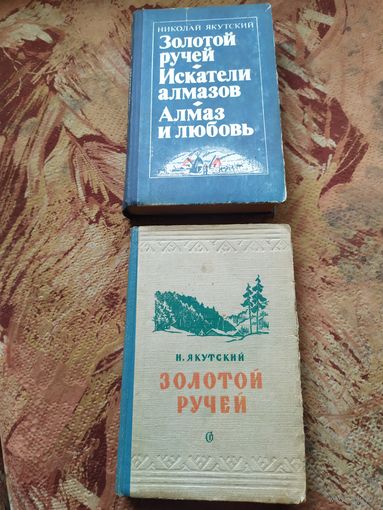 НИКОЛАЙ ЯКУТСКИЙ
Золотой
ручей •
Искатели
алмазов •
Алмаз
и любовь
Н. ЯКУТСКИЙ
ЗОЛОТОЙ
РУЧЕЙ